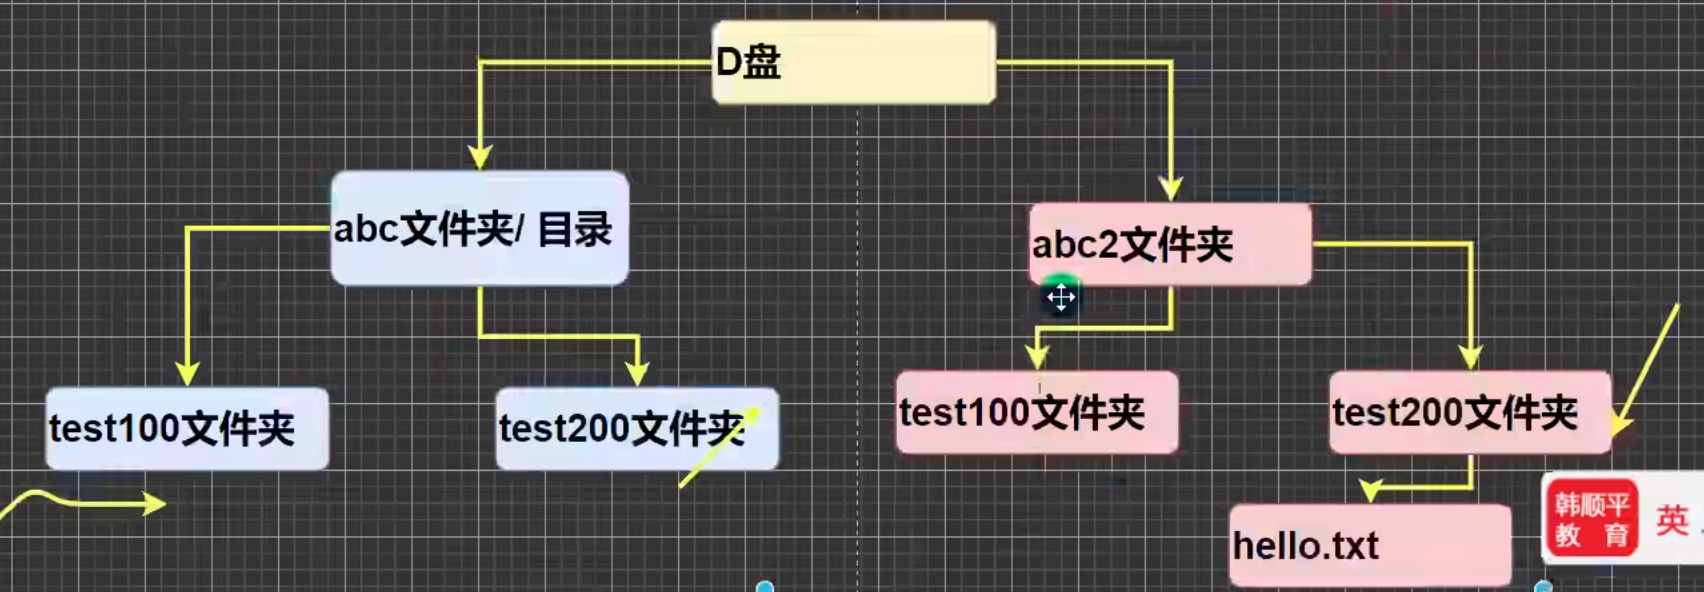 D盘
abc文件夹/ 目录
abc2文件夹
test100文件夹
test200文件夹
test100文件夹
test200文件夹
hello.txt
韩顺平
教 育
英